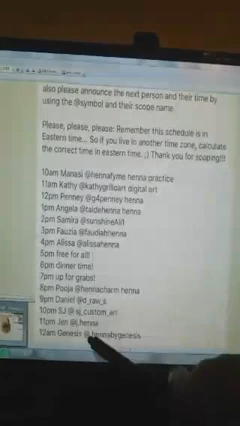 also please announce the next person and their time by
using the @symbol and their scope name.
Please, please, please: Remember this schedule is in
Eastern time... So if you live in another time zone, calculate
the correct time in eastern time. ;) Thank you for scoping!!!
10am Manasi @hennafyme henna practice
11am Kathy @kathygrilloart digital art
12pm Penney @g4penney henna
1pm Angela @taidehenna henna
2pm Samira @sunshineAirl
3pm Fauzia @faudiahhenna
4pm Alissa @alissahenna
5pm free for all!
6pm dinner time!
7pm up for grabs!
8pm Pooja @hennacharm henna
9pm Daniel @d_raw_s
10pm SJ @ sj_custom_art
11pm Jen @j.henna
12am Genesis @ hennabygenesis